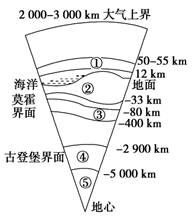 2 000-3 000 km 大气上界
① 50-55 km
12 km
海洋 ② 地面
莫霍界面 -33 km
③ -80 km
-400 km
古登堡界面 -2 900 km
④
-5 000 km
⑤
地心